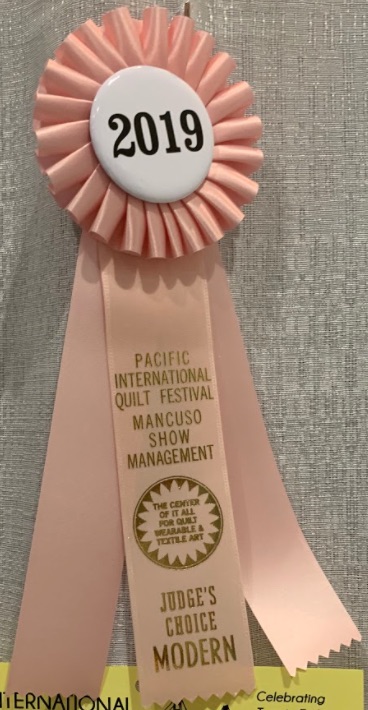 2019
PACIFIC
INTERNATIONAL
QUILT FESTIVAL
MANCUSO
SHOW
MANAGEMENT
THE CENTER
OF IT ALL
FOR QUILT
WEARABLE &
TEXTILE ART
JUDGE'S
CHOICE
MODERN
INTERNATIONAL
Celebrating